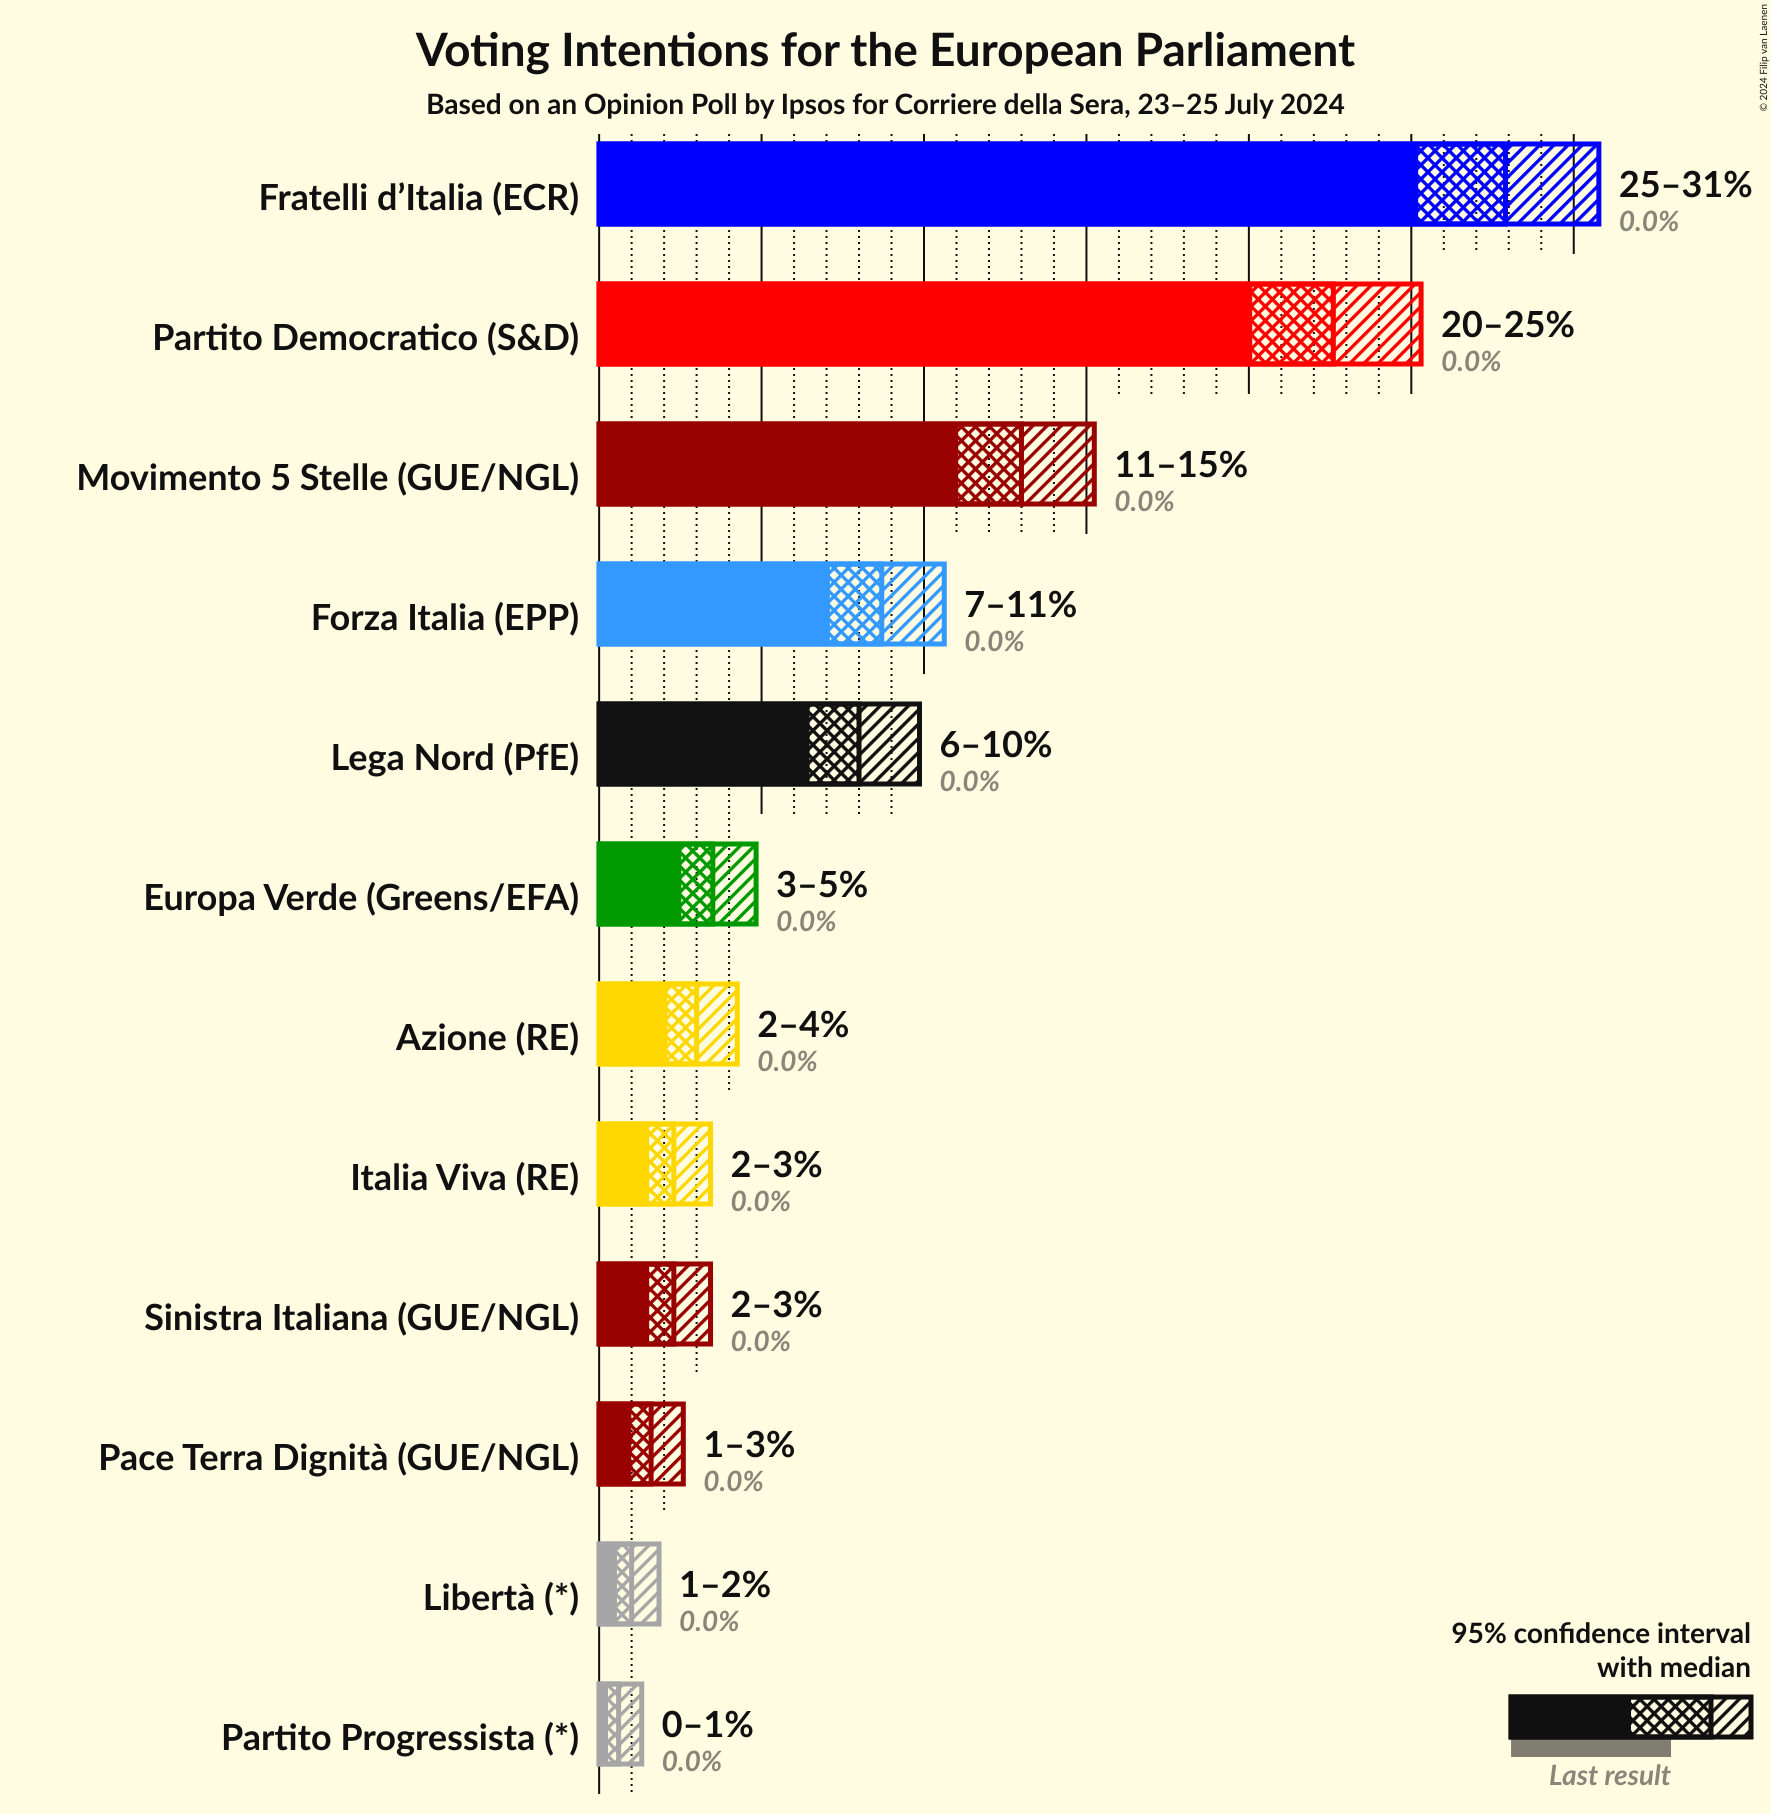 Voting Intentions for the European Parliament
Based on an Opinion Poll by Ipsos for Corriere della Sera, 23–25 July 2024
© 2024 Filip van Laenen
Fratelli d’Italia (ECR)
25–31%
0.0%
Partito Democratico (S&D)
20–25%
0.0%
Movimento 5 Stelle (GUE/NGL)
11–15%
0.0%
Forza Italia (EPP)
7–11%
0.0%
Lega Nord (PfE)
6–10%
0.0%
Europa Verde (Greens/EFA)
3–5%
0.0%
Azione (RE)
2–4%
0.0%
Italia Viva (RE)
2–3%
0.0%
Sinistra Italiana (GUE/NGL)
2–3%
0.0%
Pace Terra Dignità (GUE/NGL)
1–3%
0.0%
Libertà (*)
1–2%
0.0%
Partito Progressista (*)
0–1%
0.0%
95% confidence interval
with median
Last result